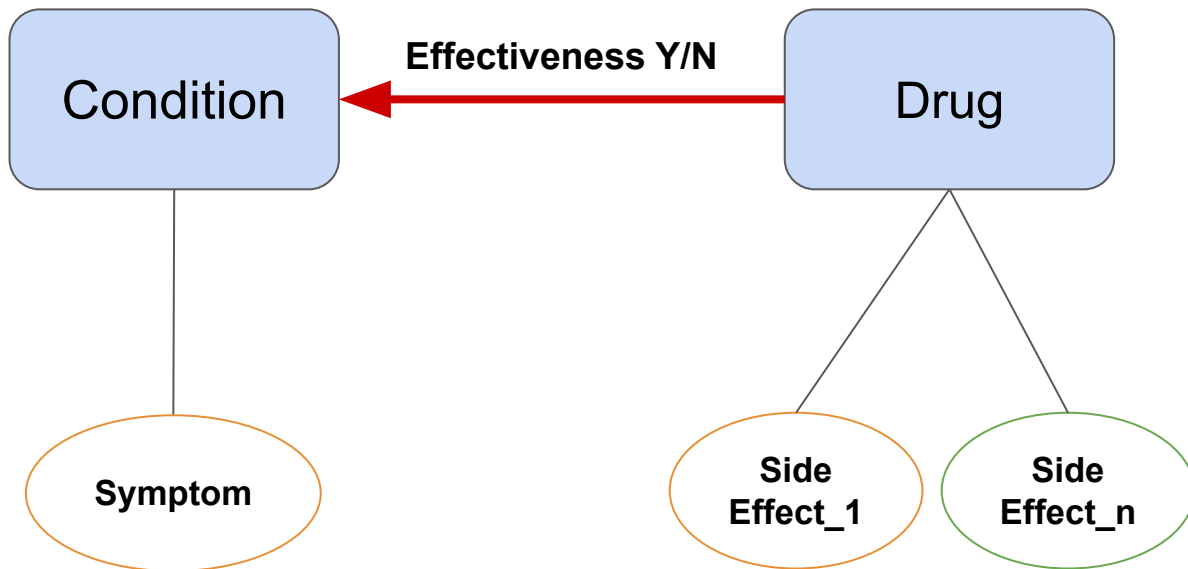 Effectiveness Y/N
Condition
Drug
Symptom
Side
Effect_1
Side
Effect_n